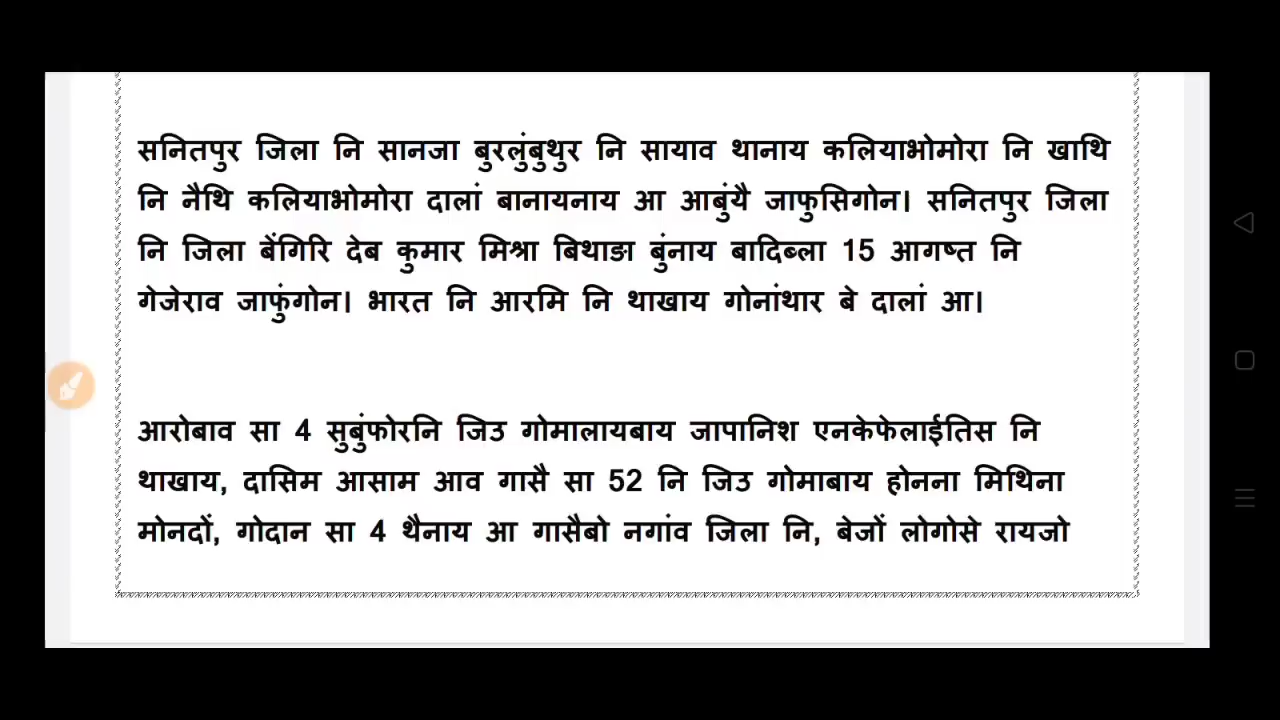 सनितपुर जिला नि सानजा बुरलुंबुथुर नि सायाव थानाय कलियाभोमोरा नि खाथि
नि नैथि कलियाभोमोरा दालां बानायनाय आ आबुंयै जाफुसिगोन। सनितपुर जिला
नि जिला बेंगिरि देब कुमार मिश्रा बिथाङा बुंनाय बादिब्ला 15 आगष्त नि
गेजेराव जाफुंगोन। भारत नि आरमि नि थाखाय गोनांथार बे दालां आ।
आरोबाव सा 4 सुबुंफोरनि जिउ गोमालायबाय जापानिश एनकेफेलाईतिस नि
थाखाय, दासिम आसाम आव गासै सा 52 नि जिउ गोमाबाय होनना मिथिना
मोनदों, गोदान सा 4 थैनाय आ गासैबो नगांव जिला नि, बेजों लोगोसे रायजो